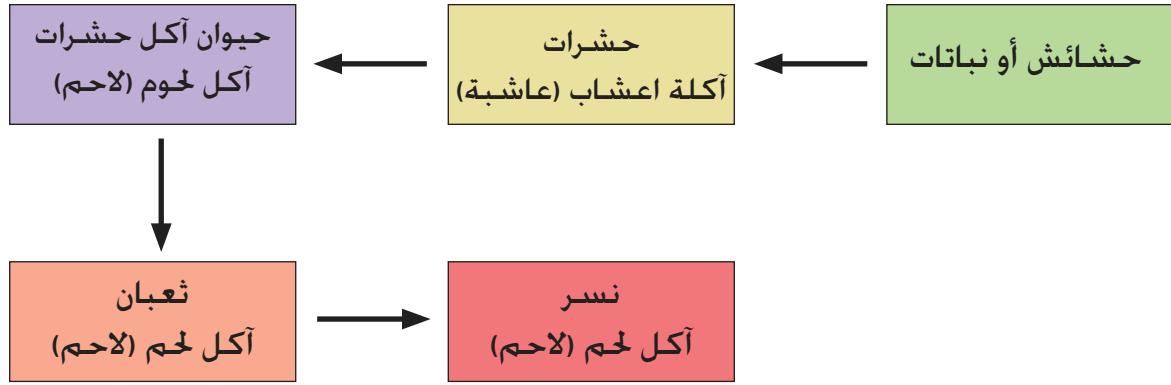 حشائش أو نباتات
حشرات
آكلة اعشاب (عاشبة)
حيوان آكل حشرات
آكل لحوم (لاحم)
ثعبان
آكل لحم (لاحم)
نسر
آكل لحم (لاحم)